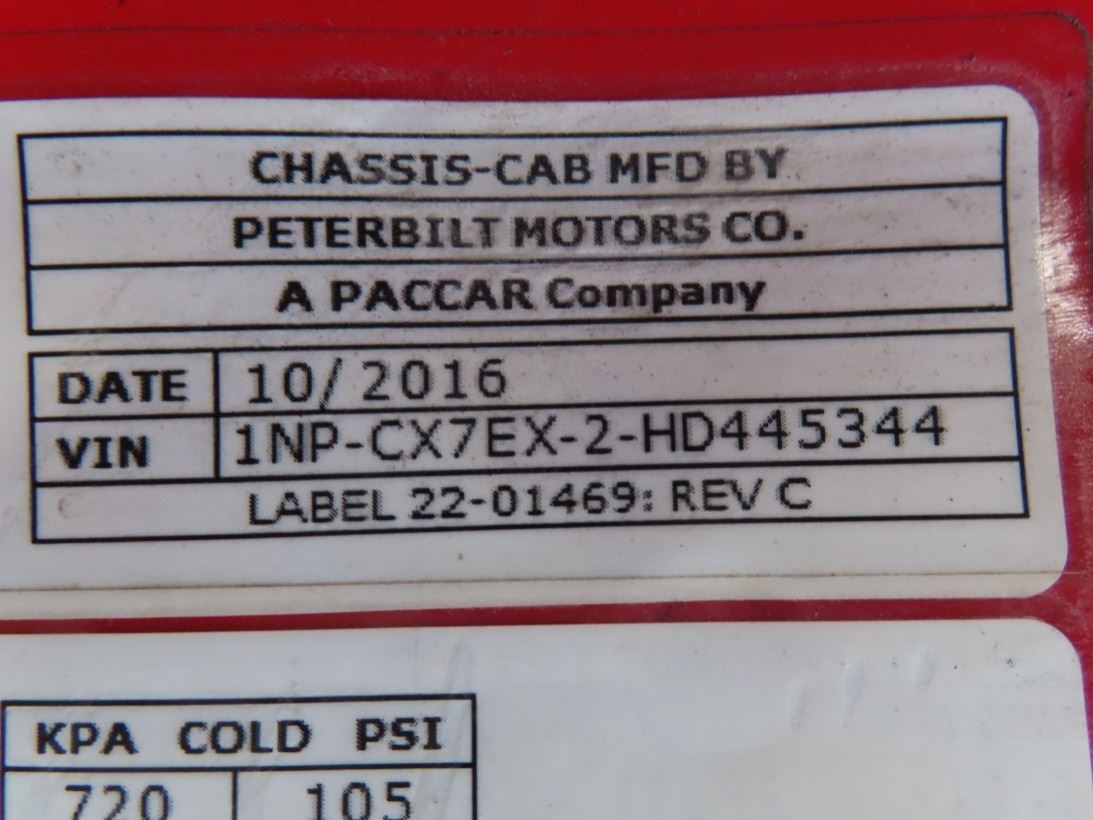 CHASSIS-CAB MFD BY
PETERBILT MOTORS CO.
A PACCAR Company
DATE 10/ 2016
VIN 1NP-CX7EX-2-HD445344
LABEL 22-01469: REV C
KPA COLD PSI
720 105